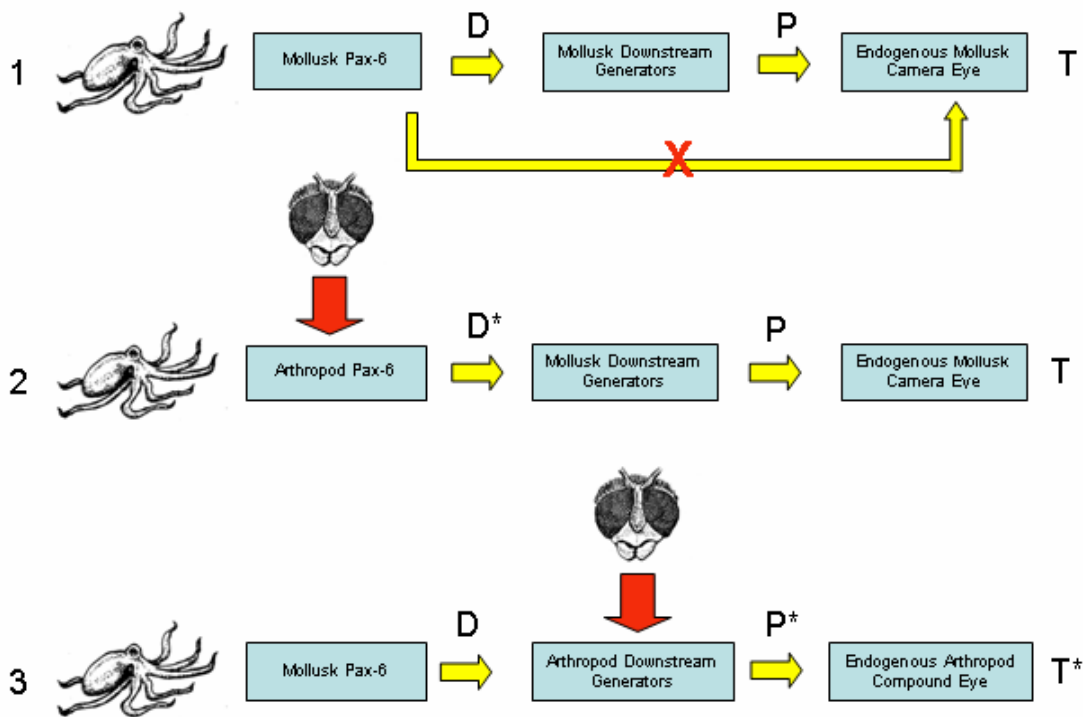 D
P
1
Mollusk Pax-6
Mollusk Downstream
Generators
Endogenous Mollusk
Camera Eye
T
X
D*
P
2
Arthropod Pax-6
Mollusk Downstream
Generators
Endogenous Mollusk
Camera Eye
T
D
P*
3
Mollusk Pax-6
Arthropod Downstream
Generators
Endogenous Arthropod
Compound Eye
T*